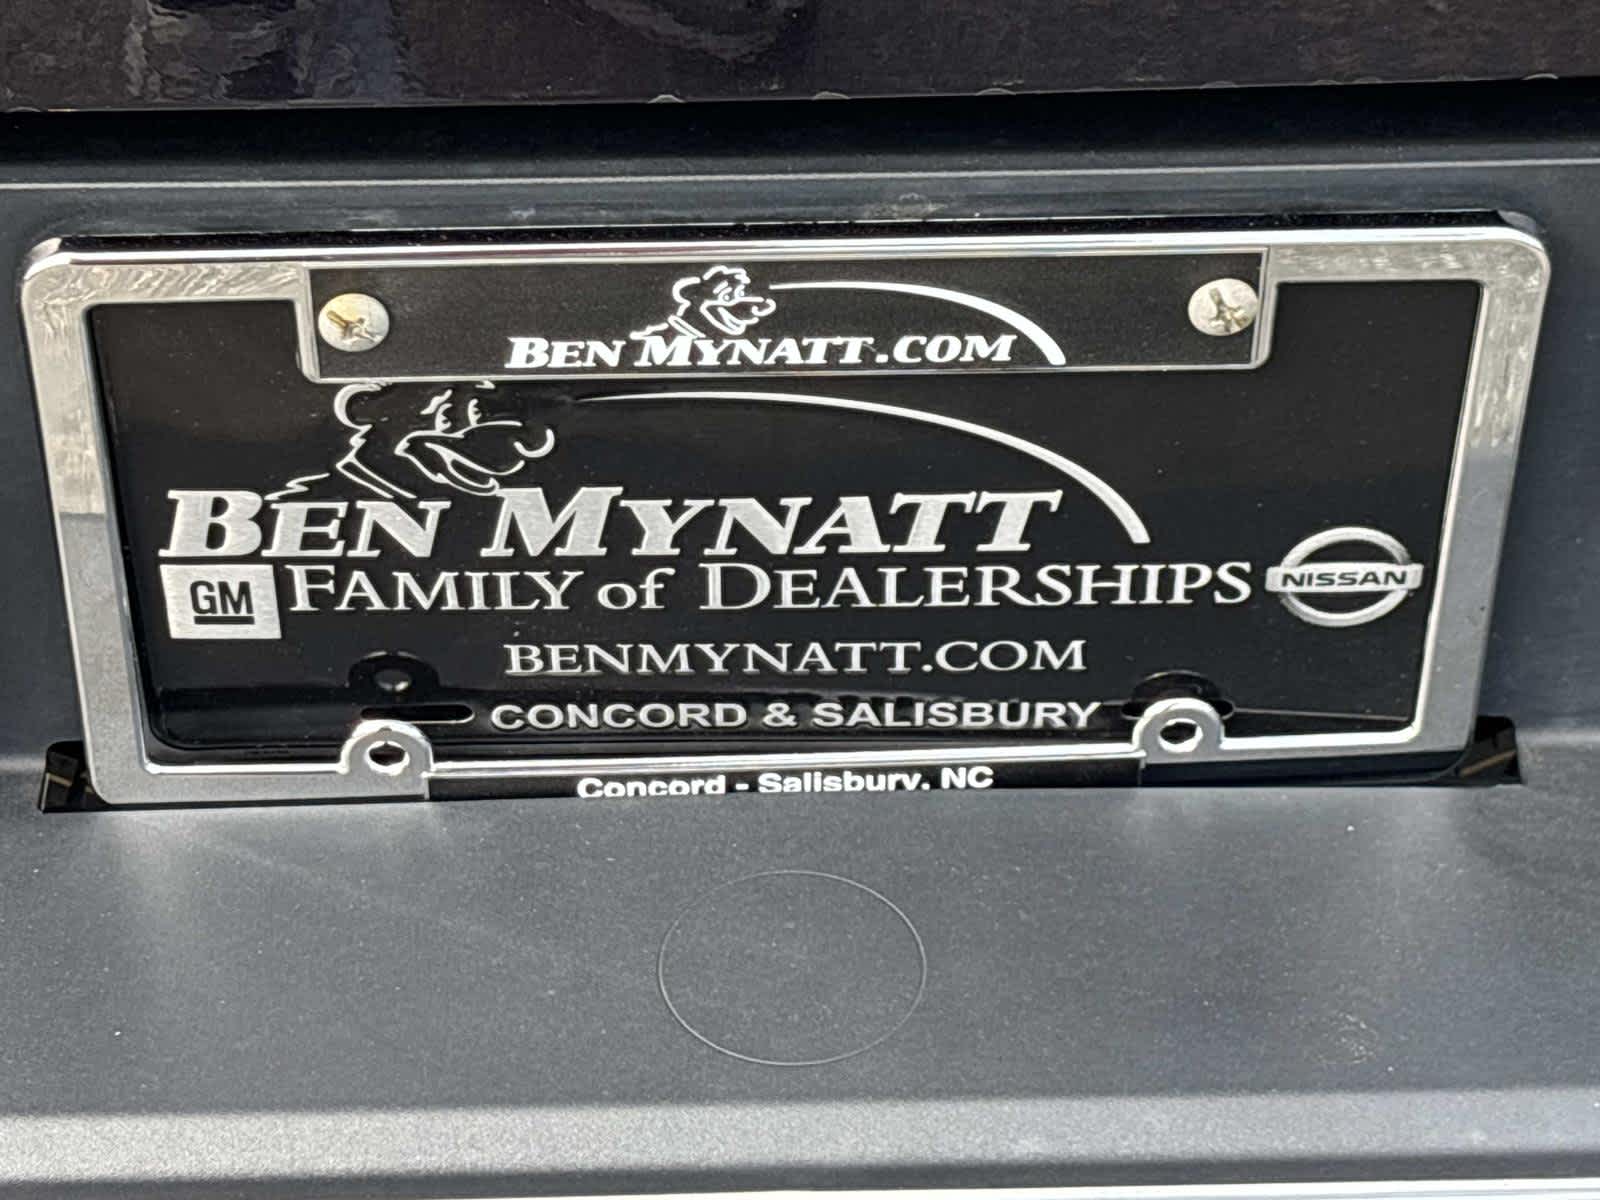 BEN MYNATT.COM
BEN MYNATT
GM FAMILY of DEALERSHIPS NISSAN
BENMYNATT.COM
CONCORD & SALISBURY
Concord - Salisbury, NC